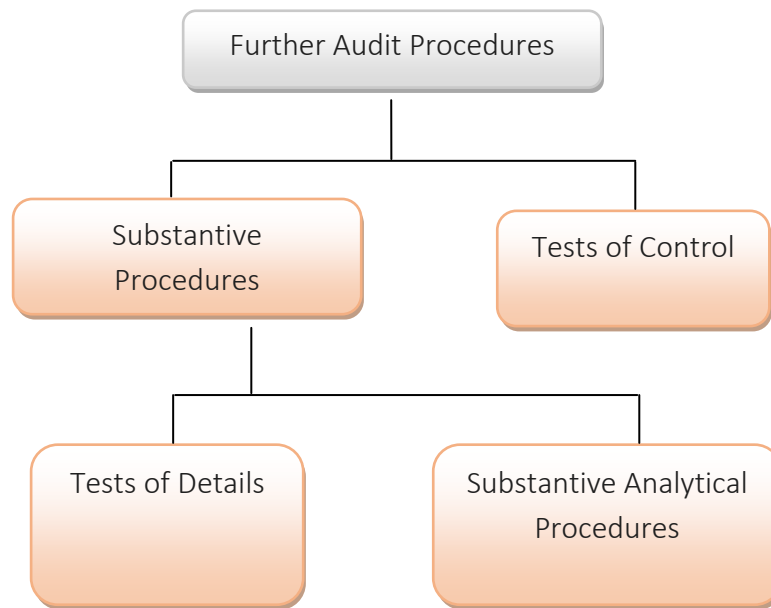 Further Audit Procedures
Substantive
Procedures
Tests of Control
Tests of Details
Substantive Analytical
Procedures